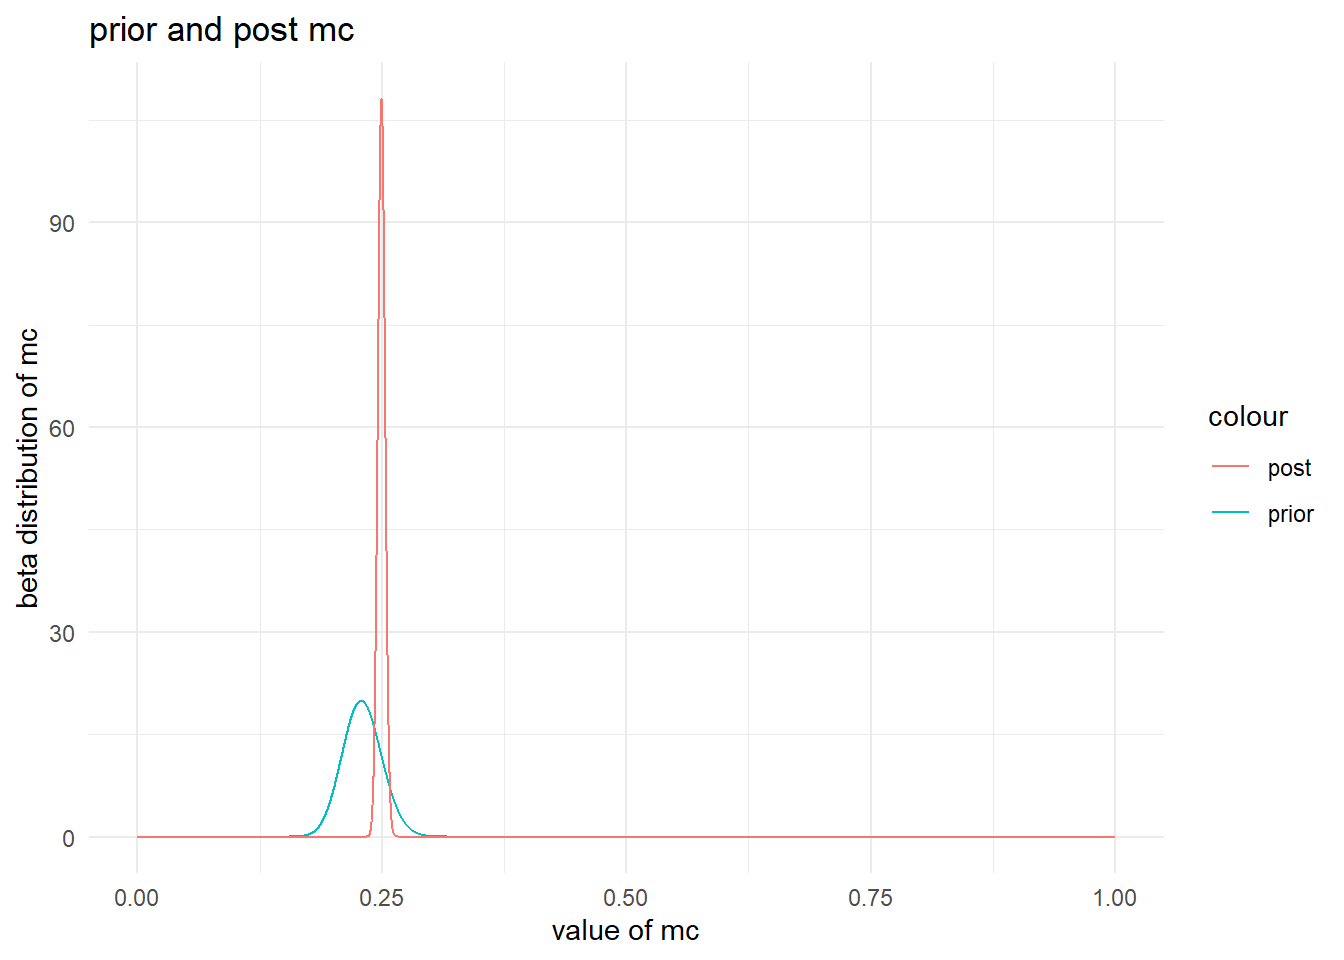 prior and post mc
beta distribution of mc
90
60
30
0
0.00
0.25
0.50
0.75
1.00
value of mc
colour
post
prior